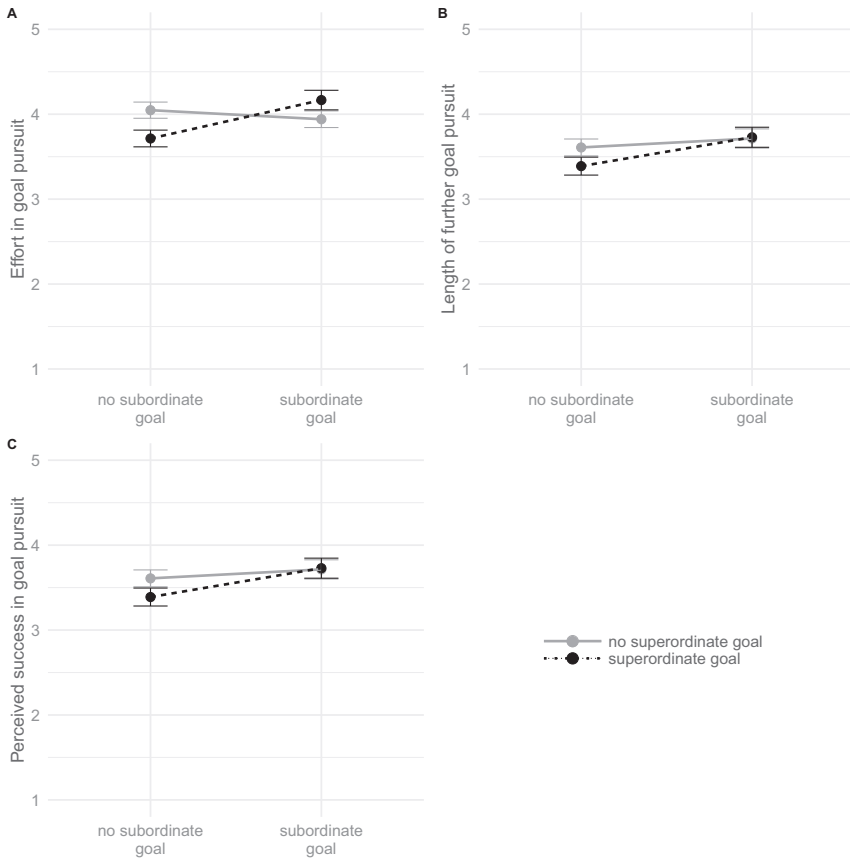 A
Effort in goal pursuit
5
4
3
2
1
no subordinate
goal
subordinate
goal
B
Length of further goal pursuit
5
4
3
2
1
no subordinate
goal
subordinate
goal
C
Perceived success in goal pursuit
5
4
3
2
1
no subordinate
goal
subordinate
goal
no superordinate goal
superordinate goal